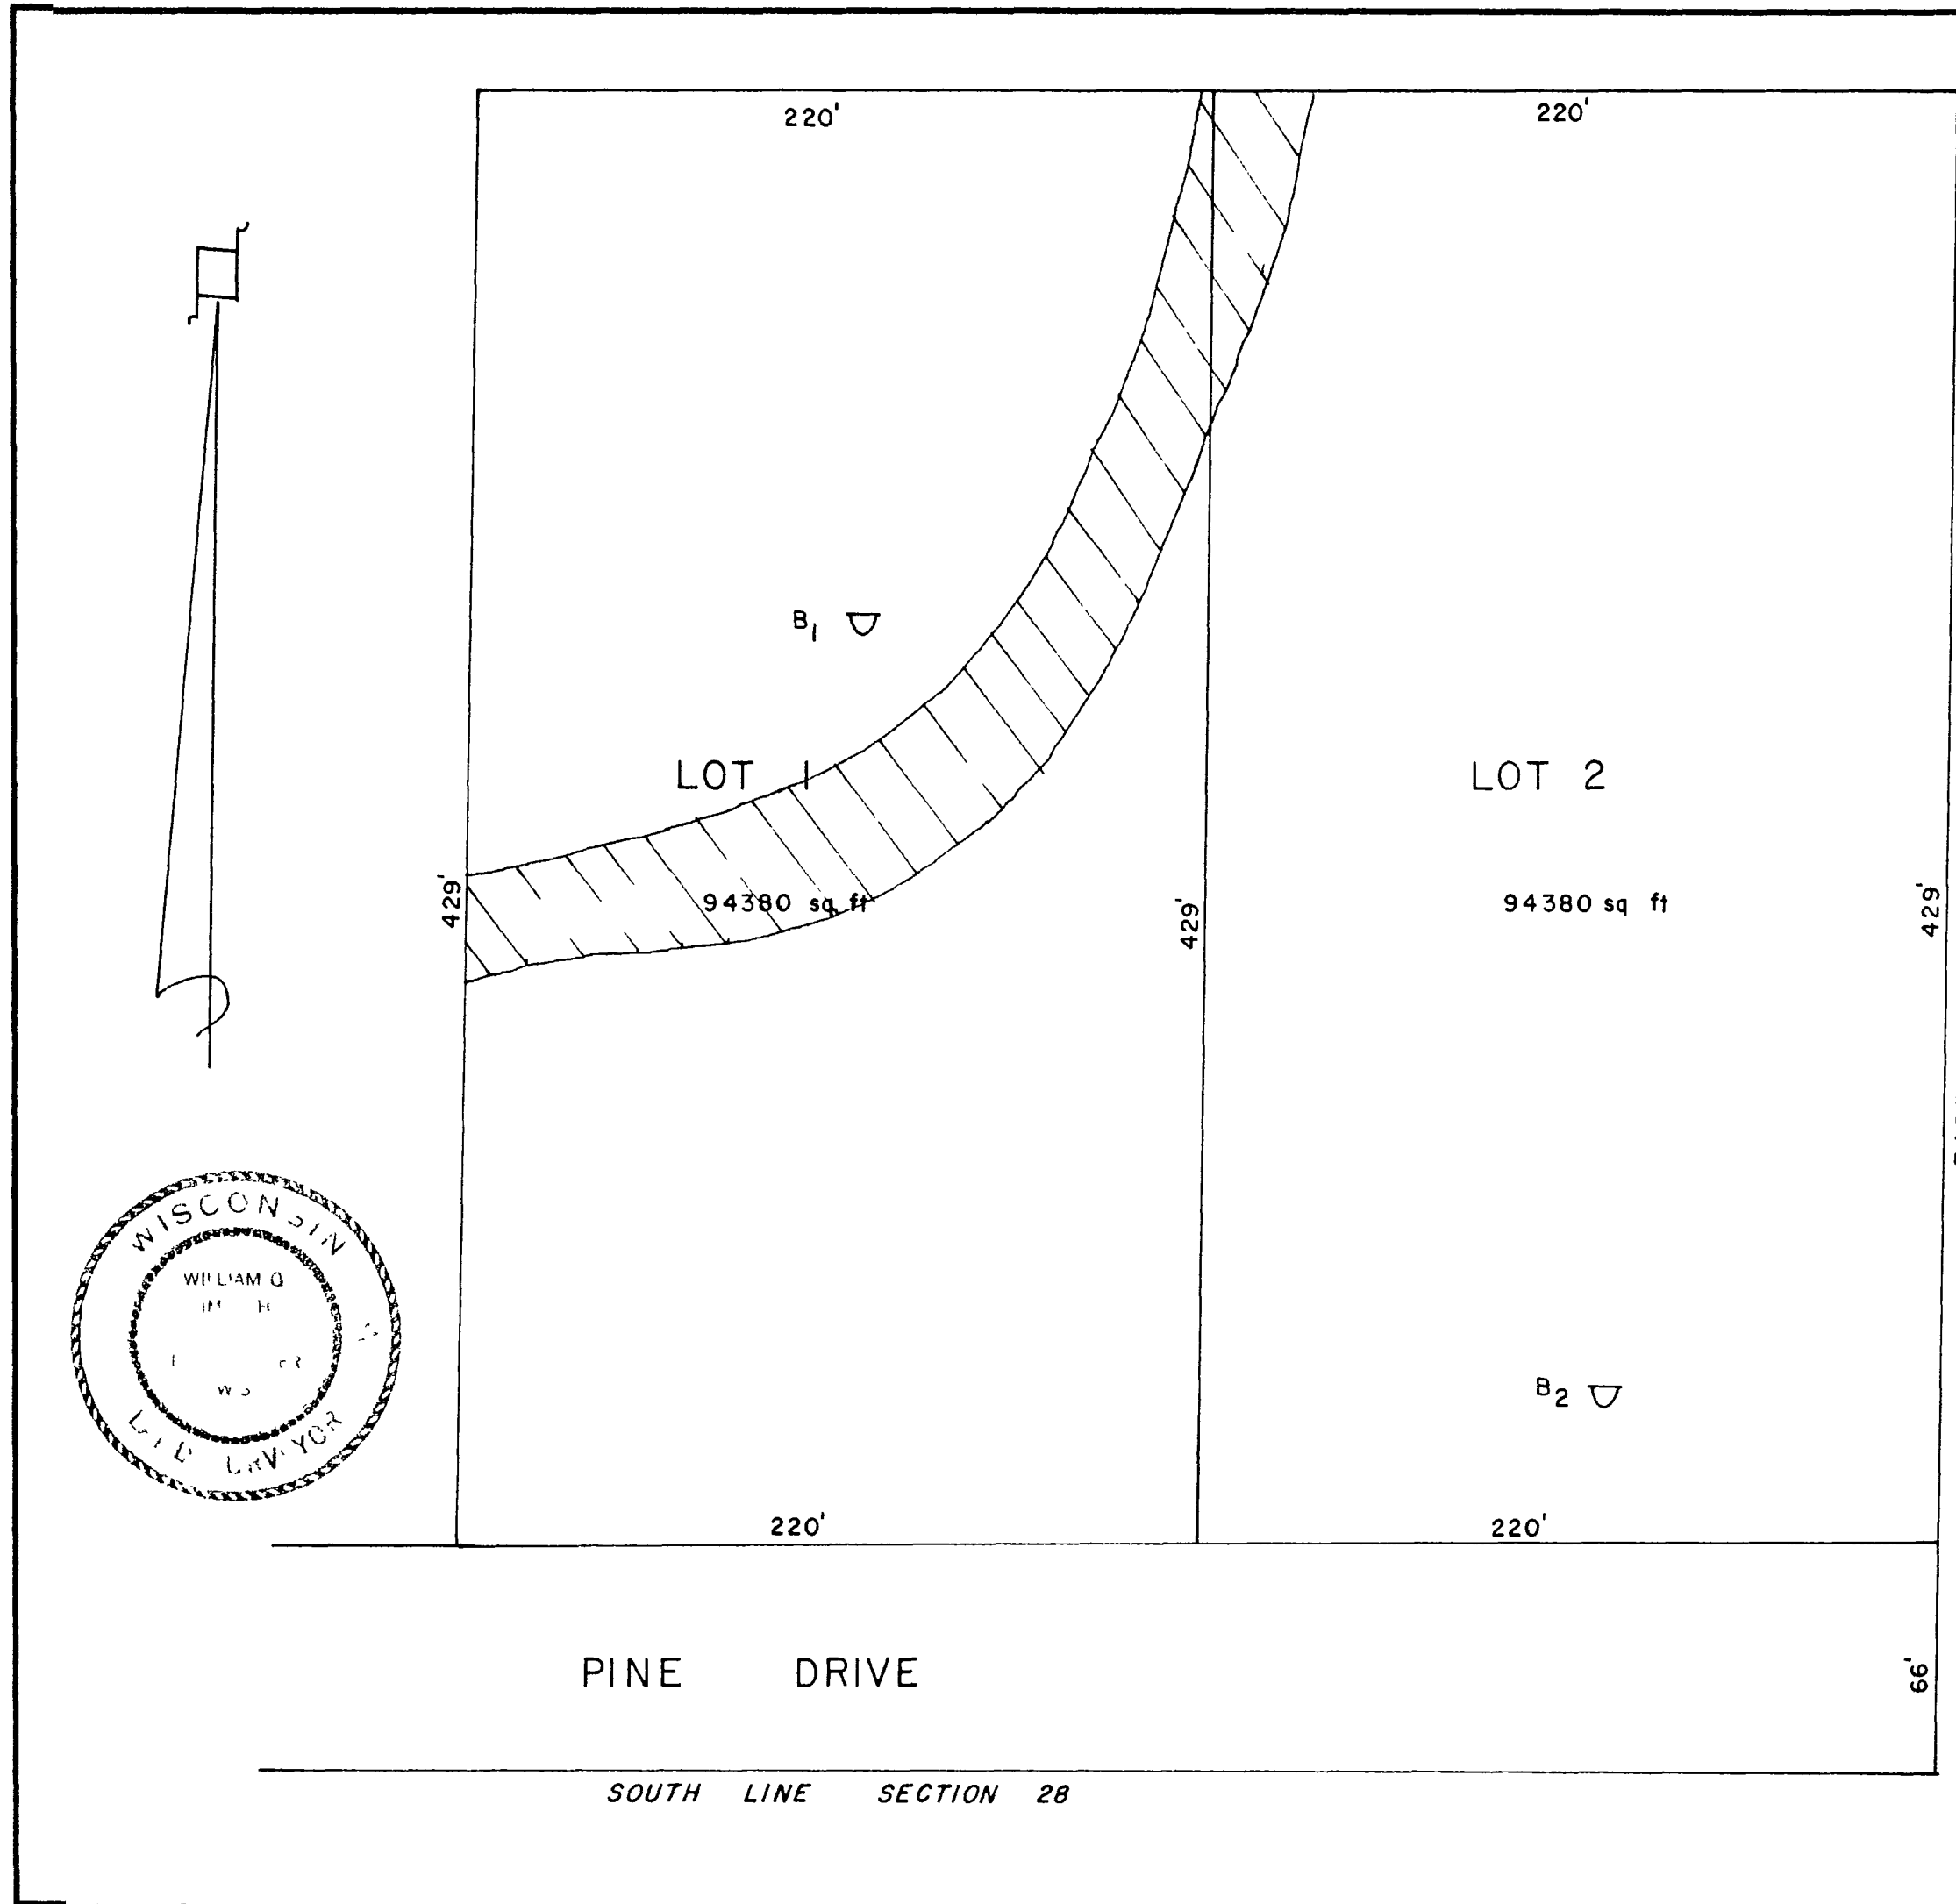 220' 220'
B1
LOT 1 LOT 2
429' 94380 sq ft 429' 94380 sq ft 429'
WISCONSIN
WILLIAM
B2
220' 220'
PINE DRIVE
66'
SOUTH LINE SECTION 28